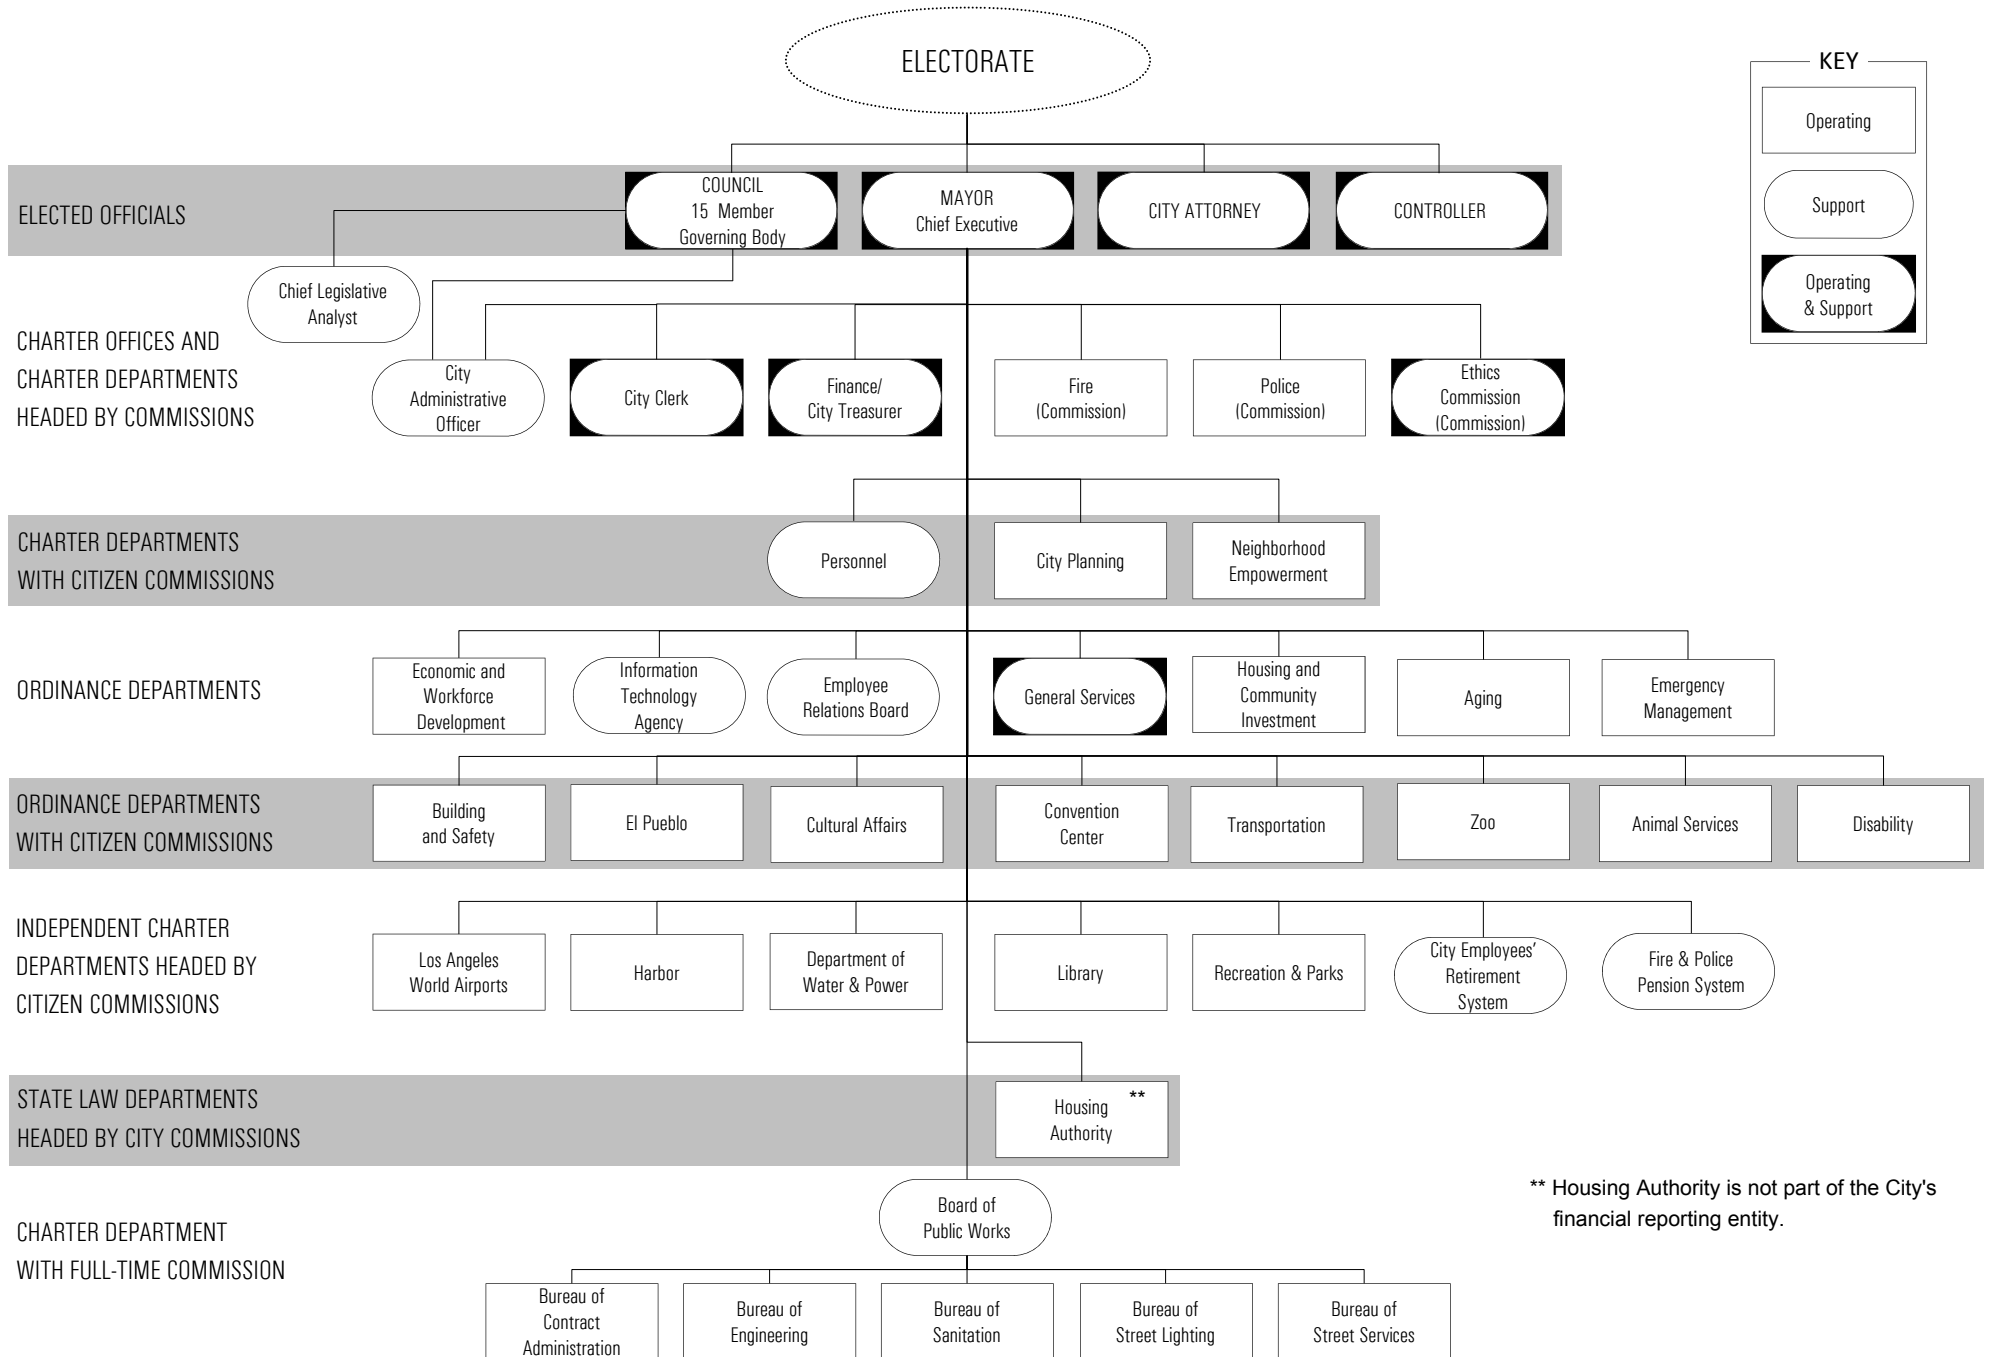 ELECTORATE
KEY
Operating
Support
Operating
& Support
ELECTED OFFICIALS
COUNCIL
15 Member
Governing Body
MAYOR
Chief Executive
CITY ATTORNEY
CONTROLLER
Chief Legislative
Analyst
CHARTER OFFICES AND
CHARTER DEPARTMENTS
HEADED BY COMMISSIONS
City
Administrative
Officer
City Clerk
Finance/
City Treasurer
Fire
(Commission)
Police
(Commission)
Ethics
Commission
(Commission)
CHARTER DEPARTMENTS
WITH CITIZEN COMMISSIONS
Personnel
City Planning
Neighborhood
Empowerment
ORDINANCE DEPARTMENTS
Economic and
Workforce
Development
Information
Technology
Agency
Employee
Relations Board
General Services
Housing and
Community
Investment
Aging
Emergency
Management
ORDINANCE DEPARTMENTS
WITH CITIZEN COMMISSIONS
Building
and Safety
El Pueblo
Cultural Affairs
Convention
Center
Transportation
Zoo
Animal Services
Disability
INDEPENDENT CHARTER
DEPARTMENTS HEADED BY
CITIZEN COMMISSIONS
Los Angeles
World Airports
Harbor
Department of
Water & Power
Library
Recreation & Parks
City Employees’
Retirement
System
Fire & Police
Pension System
STATE LAW DEPARTMENTS
HEADED BY CITY COMMISSIONS
Housing **
Authority
** Housing Authority is not part of the City's
financial reporting entity.
CHARTER DEPARTMENT
WITH FULL-TIME COMMISSION
Board of
Public Works
Bureau of
Contract
Administration
Bureau of
Engineering
Bureau of
Sanitation
Bureau of
Street Lighting
Bureau of
Street Services